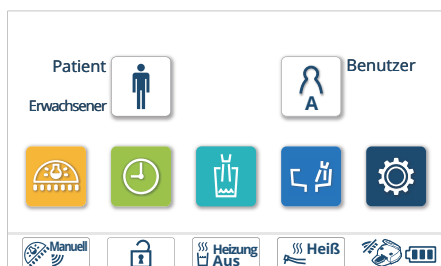 Patient
Benutzer
Erwachsener
A
Manuell
Heizung
Aus
Heiß